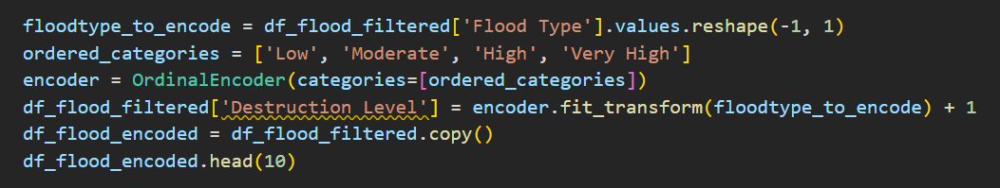 floodtype_to_encode = df_flood_filtered['Flood Type'].values.reshape(-1, 1)
ordered_categories = ['Low', 'Moderate', 'High', 'Very High']
encoder = OrdinalEncoder(categories=[ordered_categories])
df_flood_filtered['Destruction Level'] = encoder.fit_transform(floodtype_to_encode) + 1
df_flood_encoded = df_flood_filtered.copy()
df_flood_encoded.head(10)